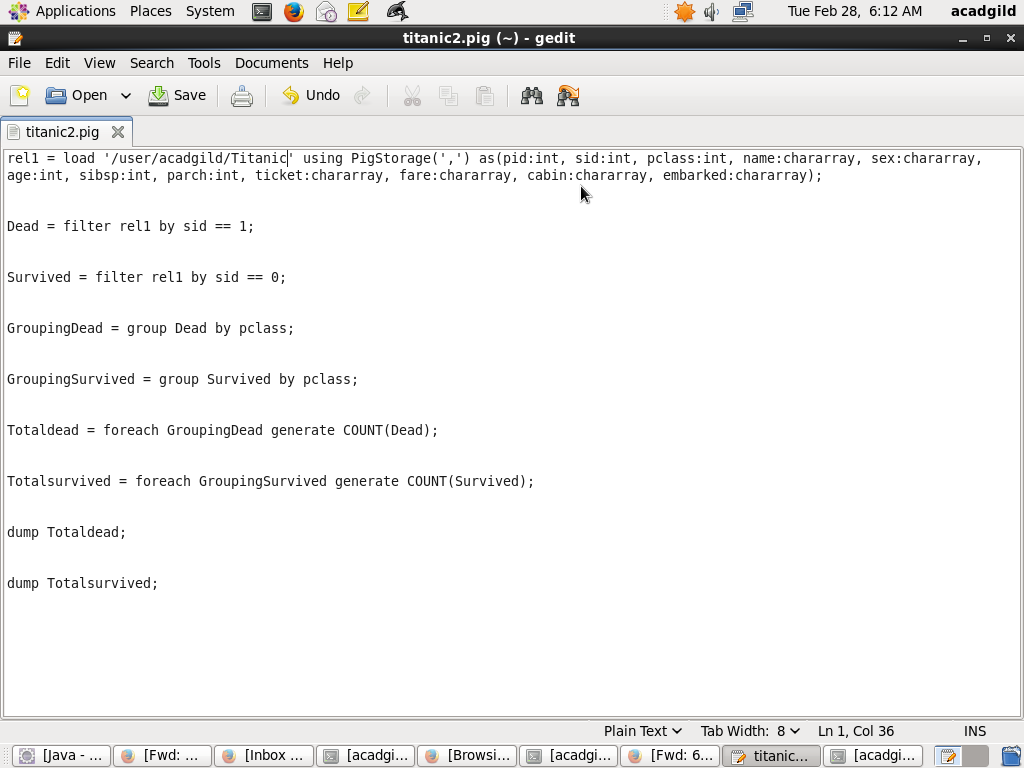 Applications Places System Tue Feb 28, 6:12 AM acadgild
titanic2.pig (~) - gedit
File Edit View Search Tools Documents Help
Open Save Undo
titanic2.pig
rel1 = load '/user/acadgild/Titanic' using PigStorage(',') as(pid:int, sid:int, pclass:int, name:chararray, sex:chararray,
age:int, sibsp:int, parch:int, ticket:chararray, fare:chararray, cabin:chararray, embarked:chararray);
Dead = filter rel1 by sid == 1;
Survived = filter rel1 by sid == 0;
GroupingDead = group Dead by pclass;
GroupingSurvived = group Survived by pclass;
Totaldead = foreach GroupingDead generate COUNT(Dead);
Totalsurvived = foreach GroupingSurvived generate COUNT(Survived);
dump Totaldead;
dump Totalsurvived;
Plain Text Tab Width: 8 Ln 1, Col 36 INS
[Java - ... [Fwd: ... [Inbox ... [acadgi... [Browsi... [acadgi... [Fwd: 6... titanic... [acadgi...